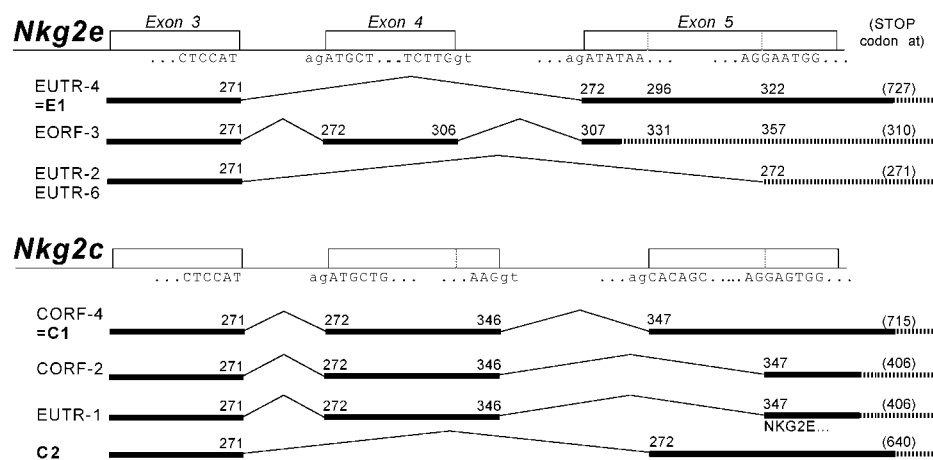 Nkg2e Exon 3 Exon 4 Exon 5 (STOP
codon at)
...CTCCAT agATGCT....TCTTGgt ...agATATAA... ...AGGAATGG...
EUTR-4 271 272 296 322 (727)
=E1
EORF-3 271 272 306 307 331 357 (310)
EUTR-2 271 272 (271)
EUTR-6
Nkg2c
...CTCCAT agATGCTG... ...AAGgt ...agCACAGC.....AGGAGTGG...
CORF-4 271 272 346 347 (715)
=C1
CORF-2 271 272 346 347 (406)
EUTR-1 271 272 346 347 (406)
NKG2E...
C2 271 272 (640)